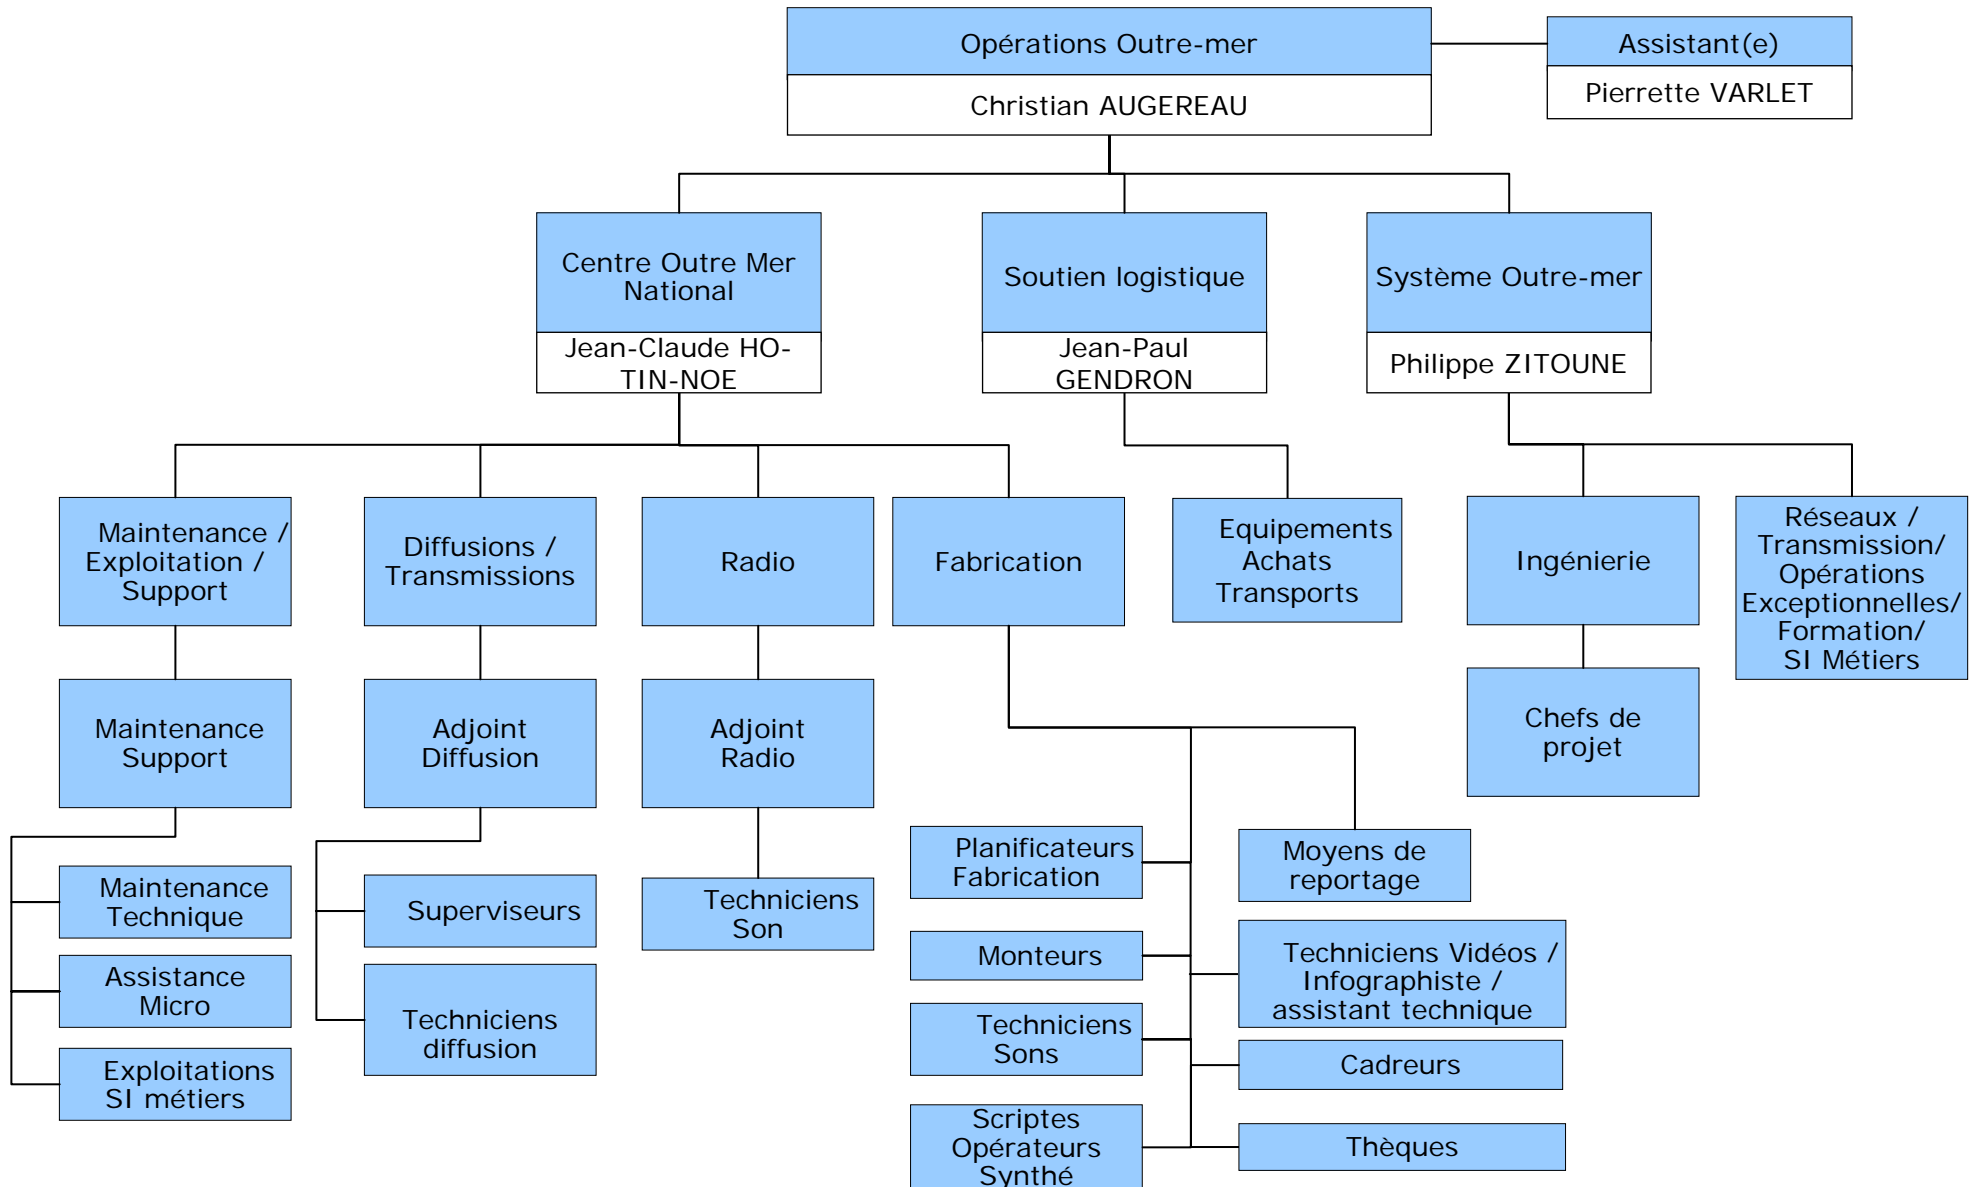 Opérations Outre-mer
Christian AUGEREAU
Assistant(e)
Pierrette VARLET
Centre Outre Mer
National
Jean-Claude HO-
TIN-NOE
Soutien logistique
Jean-Paul
GENDRON
Système Outre-mer
Philippe ZITOUNE
Maintenance /
Exploitation /
Support
Diffusions /
Transmissions
Radio
Fabrication
Equipements
Achats
Transports
Ingénierie
Réseaux /
Transmission/
Opérations
Exceptionnelles/
Formation/
SI Métiers
Maintenance
Support
Adjoint
Diffusion
Adjoint
Radio
Chefs de
projet
Maintenance
Technique
Assistance
Micro
Exploitations
SI métiers
Superviseurs
Techniciens
diffusion
Techniciens
Son
Planificateurs
Fabrication
Monteurs
Techniciens
Sons
Scriptes
Opérateurs
Synthé
Moyens de
reportage
Techniciens Vidéos /
Infographiste /
assistant technique
Cadreurs
Thèques